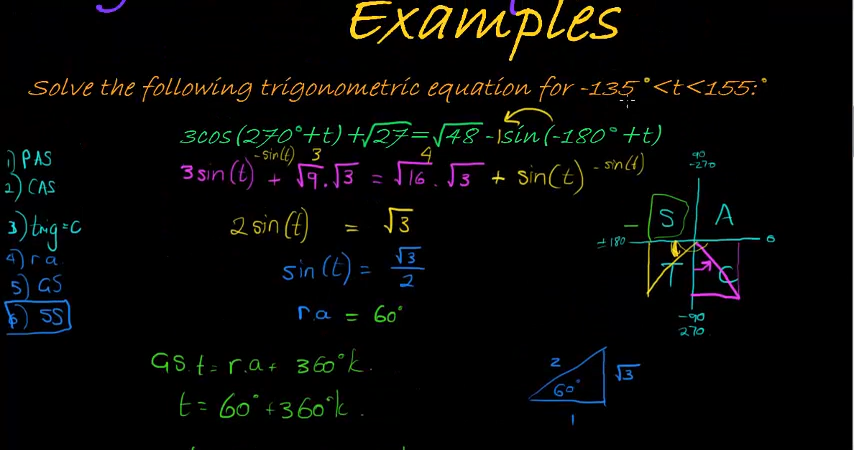 Examples
Solve the following trigonometric equation for -135°<t<155:°
3cos(270°+t)+√27=√48-1sin(-180°+t)
-sin(t) 3 4 -sin(t)
3sin(t) + √9.√3 = √16.√3 + sin(t)
2sin(t) = √3
sin(t) = √3/2
r.a = 60°
GS. t = r.a + 360°k.
t = 60° + 360°k.
1) PAS
2) CAS
3) trig=C
4) r.a
5) GS
6) SS
90
-270
S A
±180 0
T C
-90
270
2 √3
60°
1